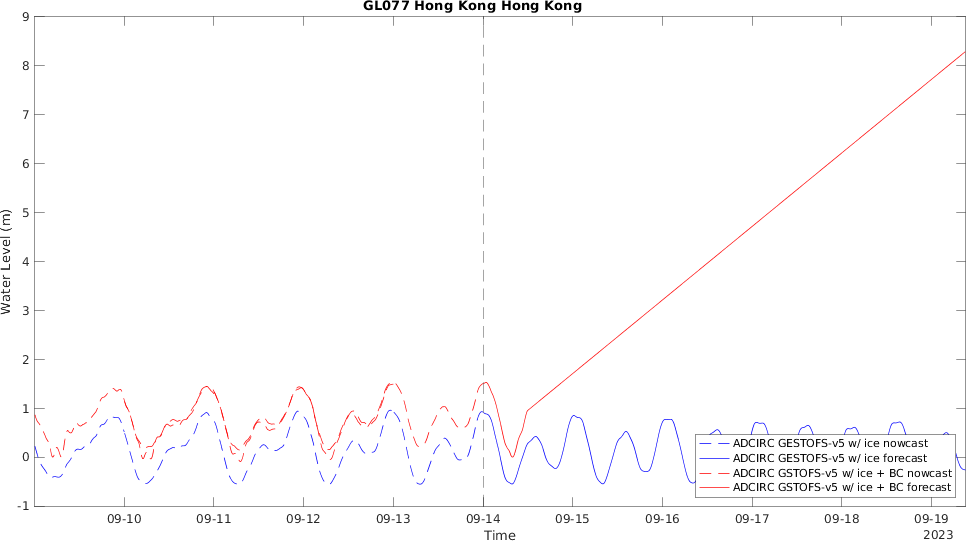 GL077 Hong Kong Hong Kong
Water Level (m)
9
8
7
6
5
4
3
2
1
0
-1
ADCIRC GESTOFS-v5 w/ ice nowcast
ADCIRC GESTOFS-v5 w/ ice forecast
ADCIRC GSTOFS-v5 w/ ice + BC nowcast
ADCIRC GSTOFS-v5 w/ ice + BC forecast
09-10 09-11 09-12 09-13 09-14 09-15 09-16 09-17 09-18 09-19
Time
2023